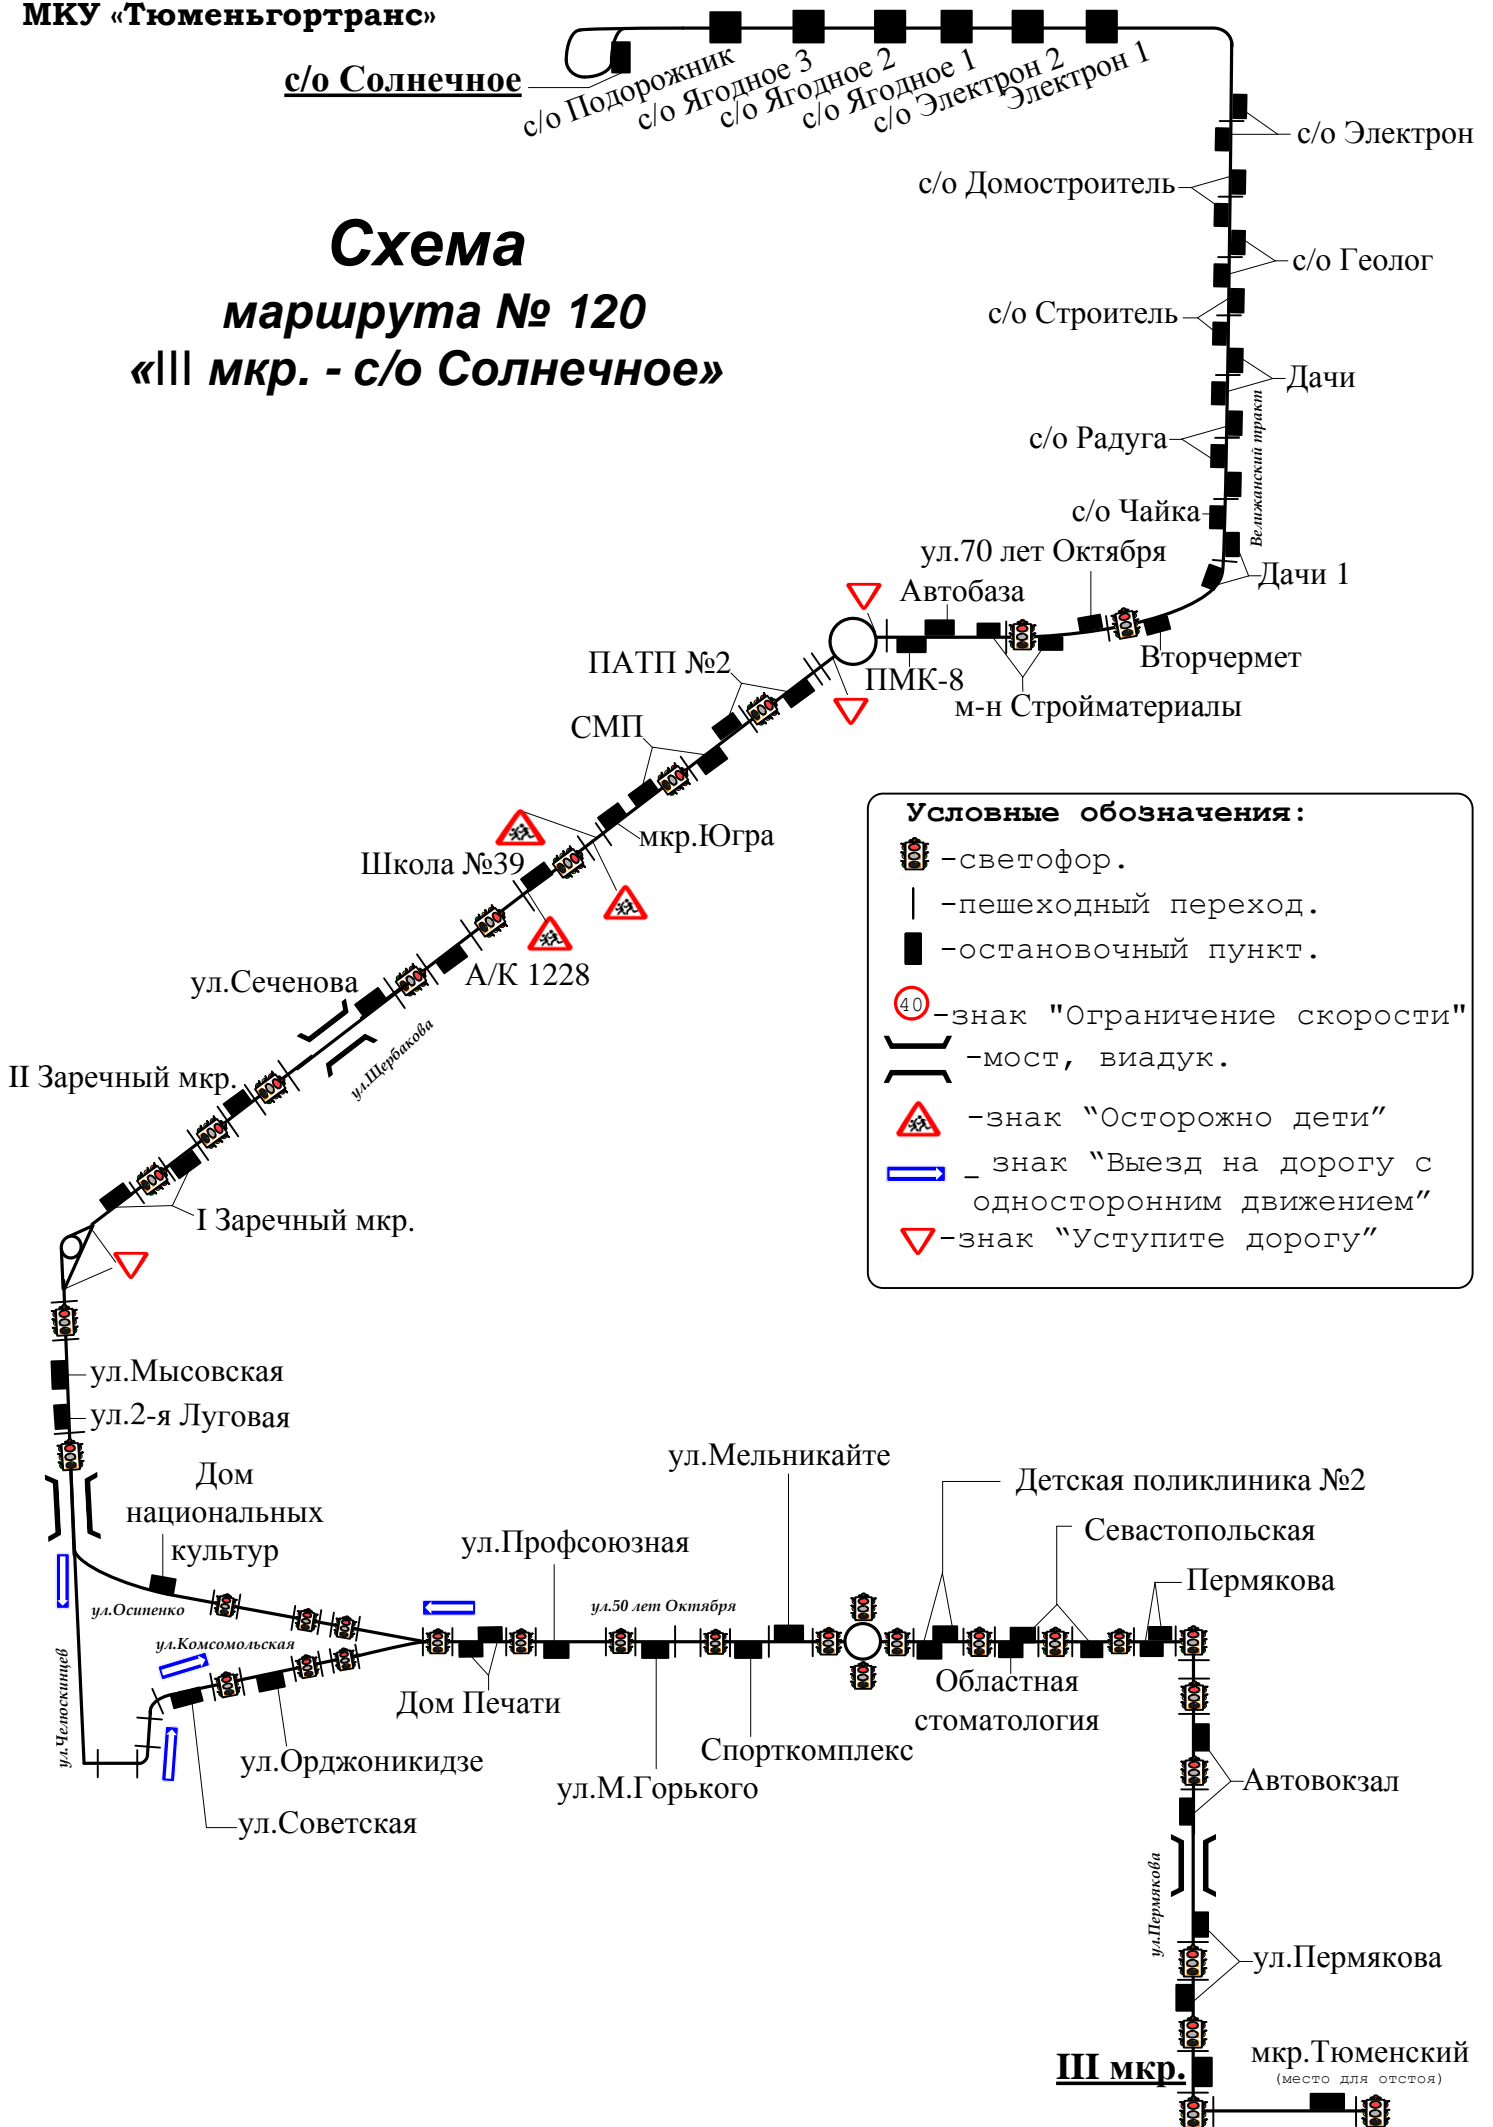 МКУ «Тюменьгортранс»
с/о Солнечное
с/о Подорожник
с/о Ягодное 3
с/о Ягодное 2
с/о Ягодное 1
с/о Электрон 2
Электрон 1
с/о Электрон
с/о Домостроитель
Схема
маршрута № 120
«III мкр. - с/о Солнечное»
с/о Геолог
с/о Строитель
Дачи
с/о Радуга
Велижанский тракт
с/о Чайка
ул.70 лет Октября
Дачи 1
Автобаза
Вторчермет
ПАТП №2
ПМК-8
м-н Стройматериалы
СМП
мкр.Югра
Школа №39
А/К 1228
ул.Сеченова
ул.Щербакова
II Заречный мкр.
I Заречный мкр.
Условные обозначения:
-светофор.
-пешеходный переход.
-остановочный пункт.
40 -знак "Ограничение скорости"
-мост, виадук.
-знак “Осторожно дети”
- знак “Выезд на дорогу с
односторонним движением”
-знак “Уступите дорогу”
ул.Мысовская
ул.2-я Луговая
Дом
национальных
культур
ул.Мельникайте
Детская поликлиника №2
Севастопольская
ул.Профсоюзная
Пермякова
ул.Осипенко
ул.50 лет Октября
ул.Комсомольская
ул.Челюскинцев
Дом Печати
Областная
стоматология
ул.Орджоникидзе
Спорткомплекс
ул.М.Горького
Автовокзал
ул.Советская
ул.Пермякова
ул.Пермякова
III мкр.
мкр.Тюменский
(место для отстоя)